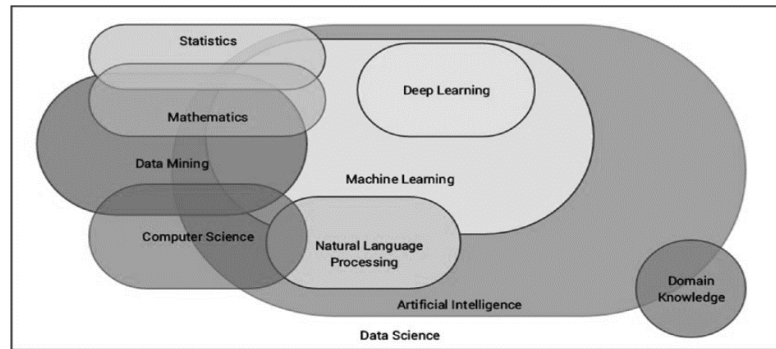 Statistics
Deep Learning
Mathematics
Data Mining
Machine Learning
Computer Science
Natural Language
Processing
Domain
Knowledge
Artificial Intelligence
Data Science